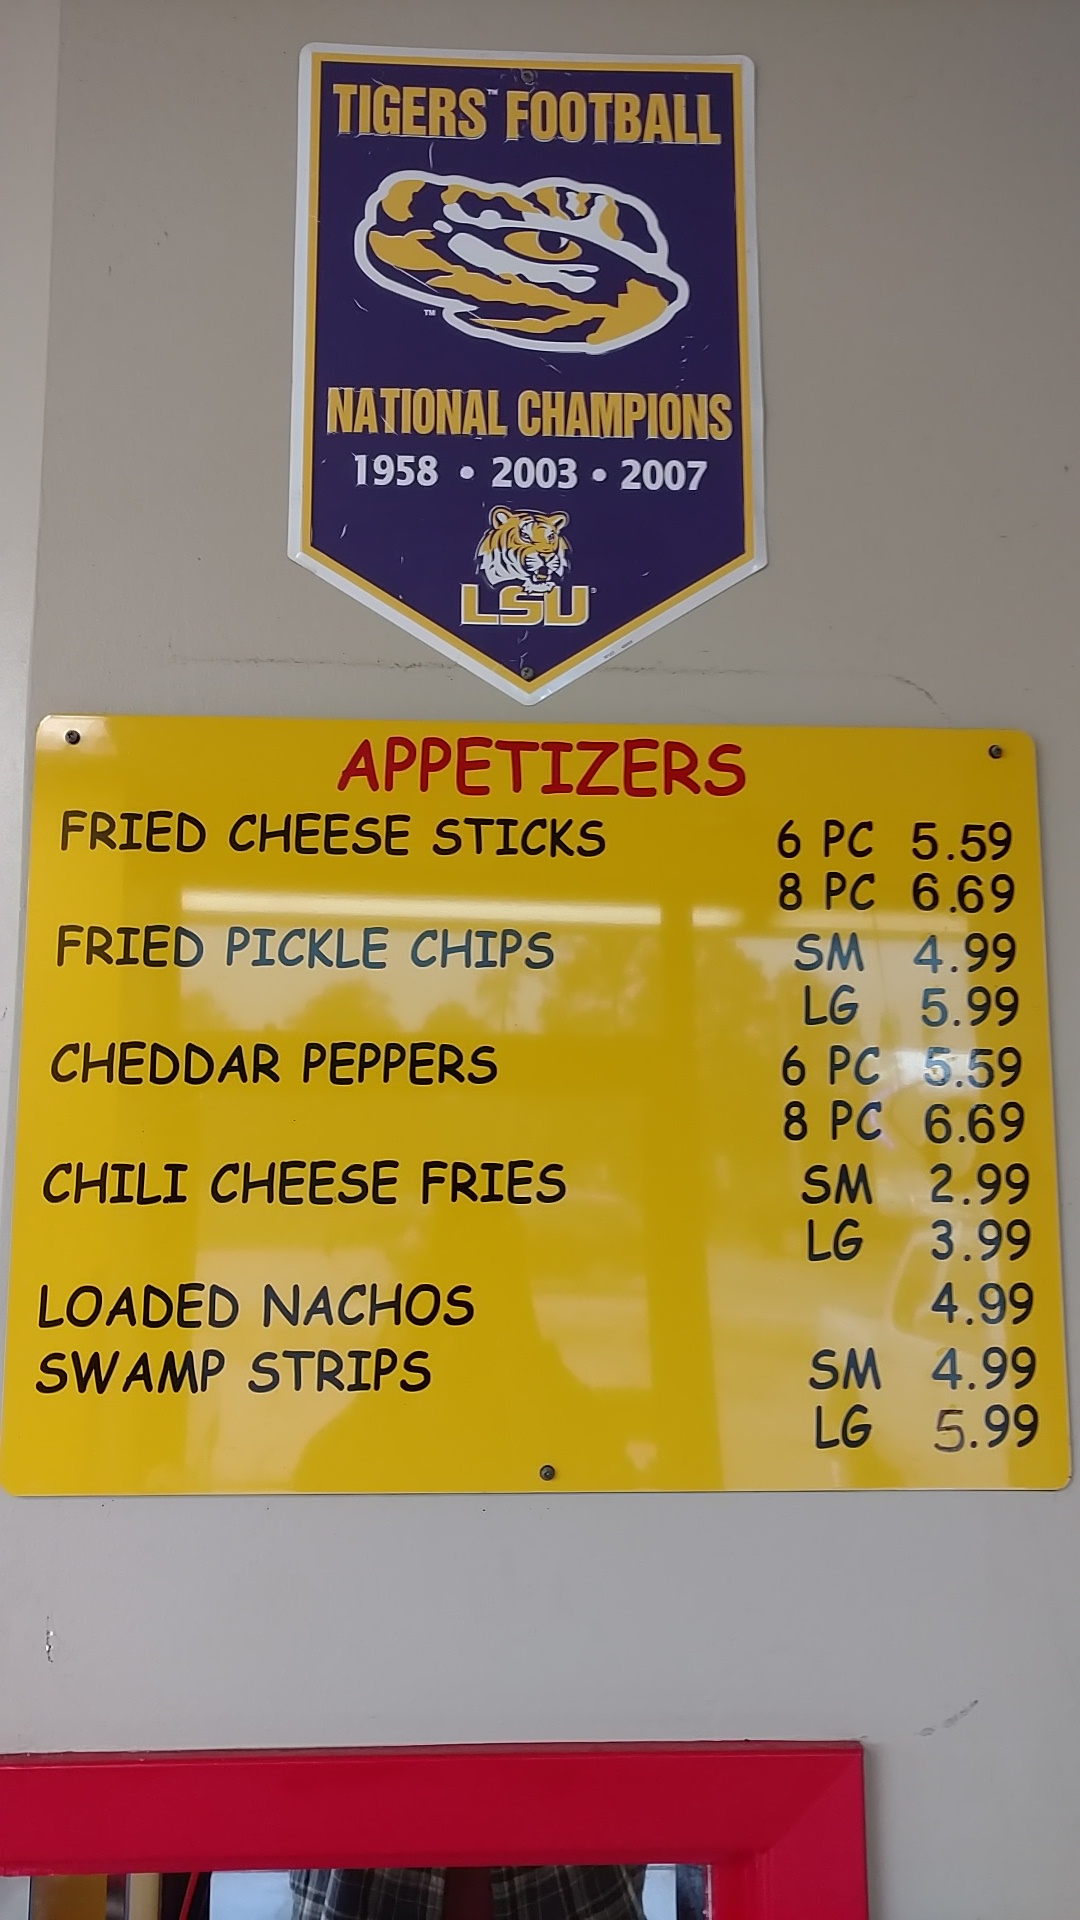 TIGERS™ FOOTBALL
TM
NATIONAL CHAMPIONS
1958 • 2003 • 2007
LSU®
APPETIZERS
FRIED CHEESE STICKS 6 PC 5.59
8 PC 6.69
FRIED PICKLE CHIPS SM 4.99
LG 5.99
CHEDDAR PEPPERS 6 PC 5.59
8 PC 6.69
CHILI CHEESE FRIES SM 2.99
LG 3.99
LOADED NACHOS 4.99
SWAMP STRIPS SM 4.99
LG 5.99